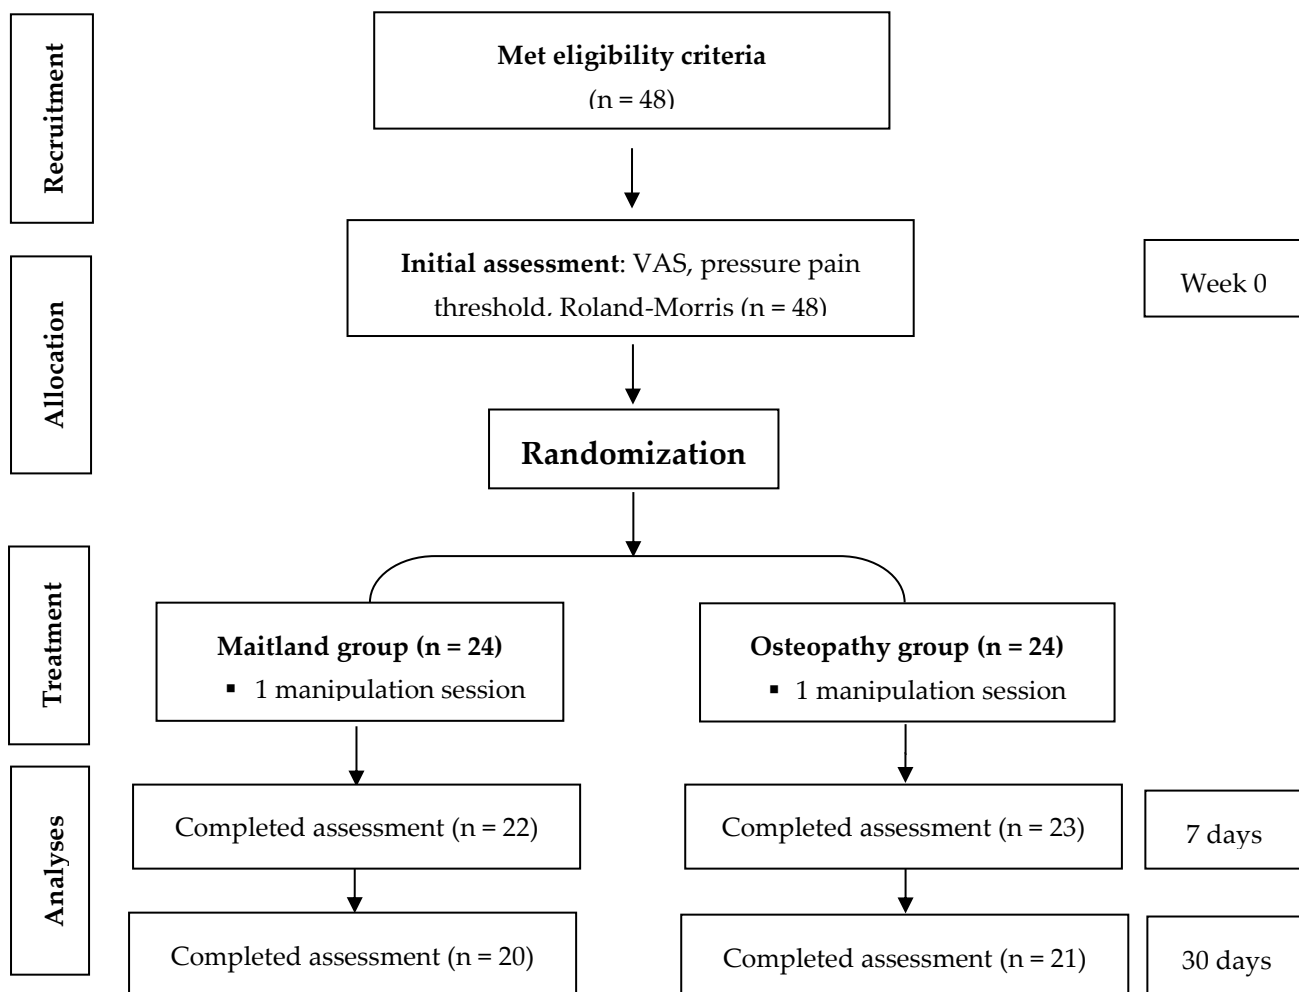 Recruitment
Met eligibility criteria
(n = 48)
Allocation
Initial assessment: VAS, pressure pain
threshold, Roland-Morris (n = 48)
Week 0
Randomization
Treatment
Maitland group (n = 24)
▪ 1 manipulation session
Osteopathy group (n = 24)
▪ 1 manipulation session
Analyses
Completed assessment (n = 22)
Completed assessment (n = 23)
7 days
Completed assessment (n = 20)
Completed assessment (n = 21)
30 days